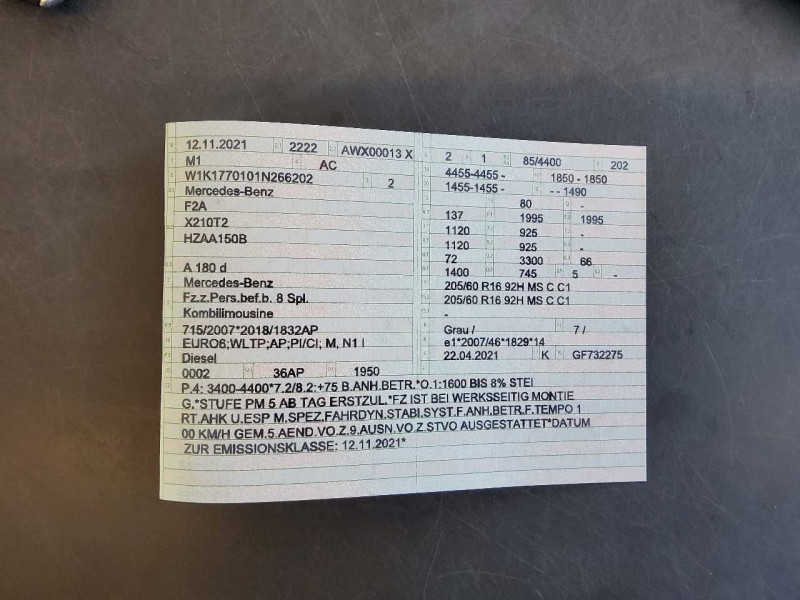 12.11.2021 2222 AWX00013 X
M1 AC
W1K1770101N266202 2
Mercedes-Benz
F2A
X210T2
HZAA150B
A 180 d
Mercedes-Benz
Fz.z.Pers.bef.b. 8 Spl.
Kombilimousine
715/2007*2018/1832AP
EURO6;WLTP;AP;PI/CI; M, N1 I
Diesel
0002 36AP 1950
2 1 85/4400 202
4455-4455 - 1850 - 1850
1455-1455 - - - 1490
80 -
137 1995 1995
1120 925 -
1120 925 -
72 3300 66
1400 745 5 -
205/60 R16 92H MS C C1
205/60 R16 92H MS C C1
-
Grau / 7 /
e1*2007/46*1829*14
22.04.2021 K GF732275
P.4: 3400-4400*7.2/8.2:+75 B.ANH.BETR.*O.1:1600 BIS 8% STEI
G.*STUFE PM 5 AB TAG ERSTZUL.*FZ IST BEI WERKSSEITIG MONTIE
RT.AHK U.ESP M.SPEZ.FAHRDYN.STABI.SYST.F.ANH.BETR.F.TEMPO 1
00 KM/H GEM.5.AEND.VO.Z.9.AUSN.VO.Z.STVO AUSGESTATTET*DATUM
ZUR EMISSIONSKLASSE: 12.11.2021*